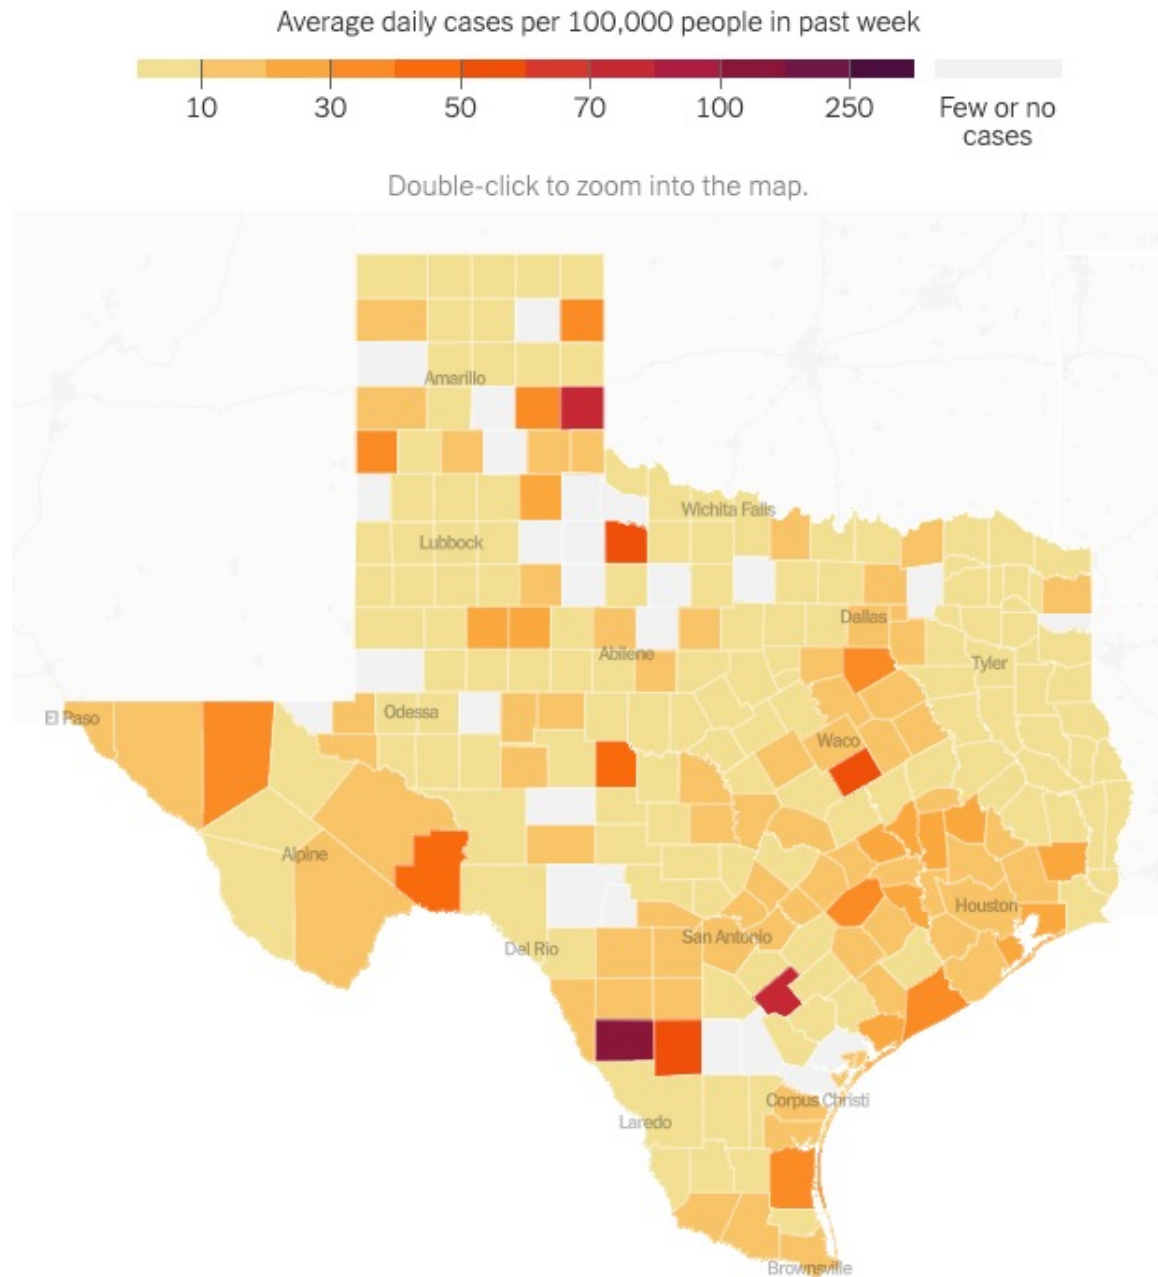 Average daily cases per 100,000 people in past week
10 30 50 70 100 250 Few or no
cases
Double-click to zoom into the map.
Amarillo
Wichita Falls
Lubbock
Dallas
Abilene
Tyler
El Paso
Odessa
Waco
Alpine
Houston
San Antonio
Del Rio
Corpus Christi
Laredo
Brownsville